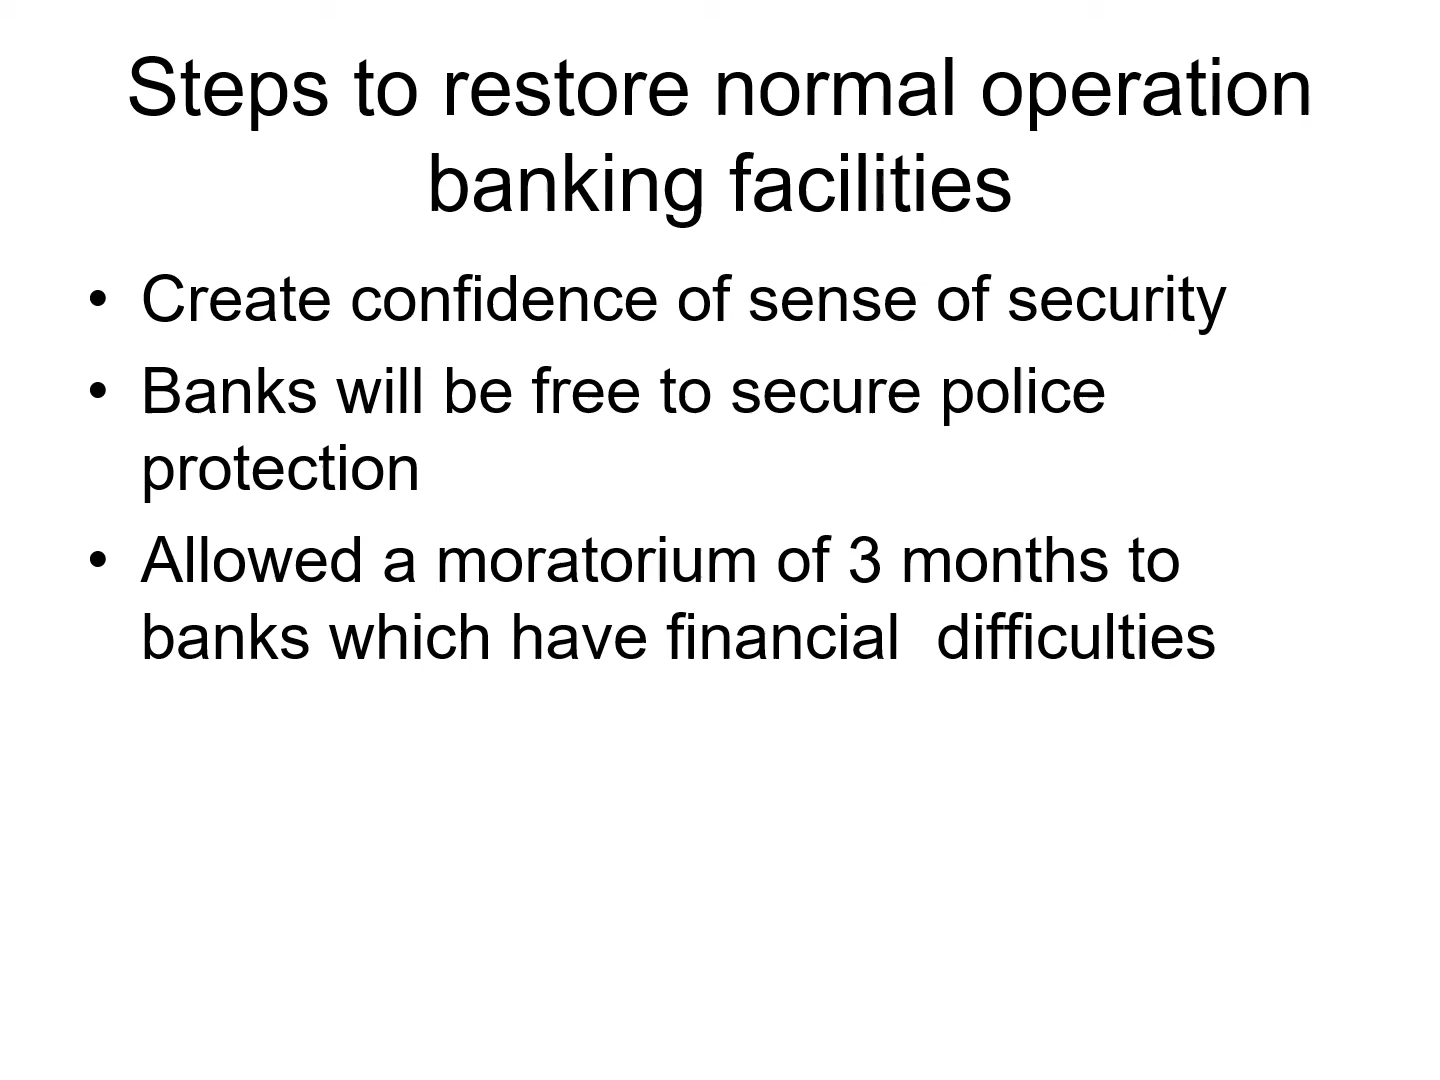 Steps to restore normal operation
banking facilities
• Create confidence of sense of security
• Banks will be free to secure police
protection
• Allowed a moratorium of 3 months to
banks which have financial  difficulties